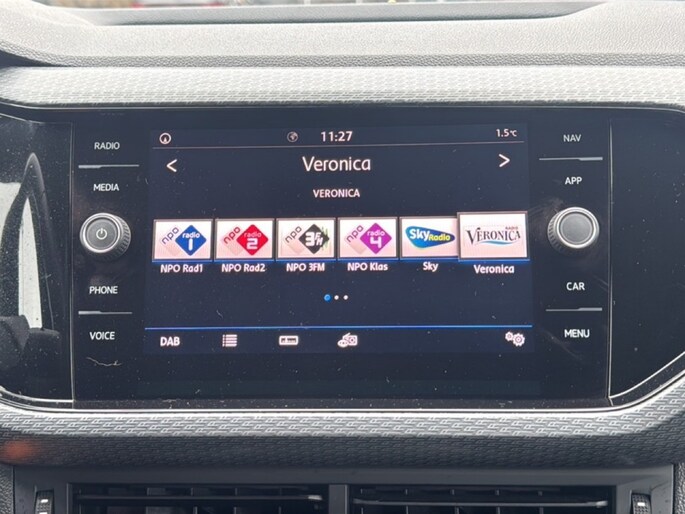 RADIO
MEDIA
PHONE
VOICE
11:27
1.5°C
< Veronica >
VERONICA
npo radio 1
npo radio 2
npo 3FM
npo radio 4
Sky Radio
RADIO VERONICA
NPO Rad1
NPO Rad2
NPO 3FM
NPO Klas
Sky
Veronica
DAB
NAV
APP
CAR
MENU